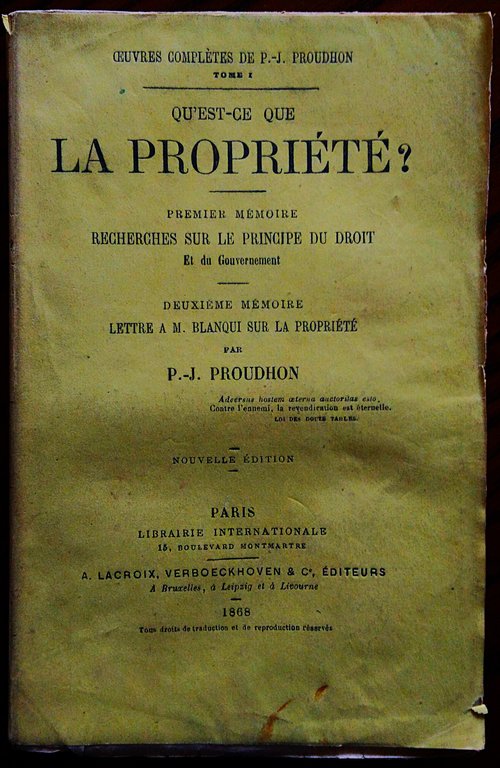 ŒUVRES COMPLÈTES DE P.-J. PROUDHON
TOME I
QU'EST-CE QUE
LA PROPRIÉTÉ?
PREMIER MÉMOIRE
RECHERCHES SUR LE PRINCIPE DU DROIT
Et du Gouvernement
DEUXIÉME MÉMOIRE
LETTRE A M. BLANQUI SUR LA PROPRIÉTÉ
PAR
P.-J. PROUDHON
Adversus hostem æterna auctoritas esto.
Contre l'ennemi, la revendication est éternelle.
LOI DES DOUZE TABLES.
NOUVELLE ÉDITION
PARIS
LIBRAIRIE INTERNATIONALE
15, BOULEVARD MONTMARTRE
A. LACROIX, VERBOECKHOVEN & Cᵉ, ÉDITEURS
A Bruxelles, à Leipzig et à Livourne
1868
Tous droits de traduction et de reproduction réservés